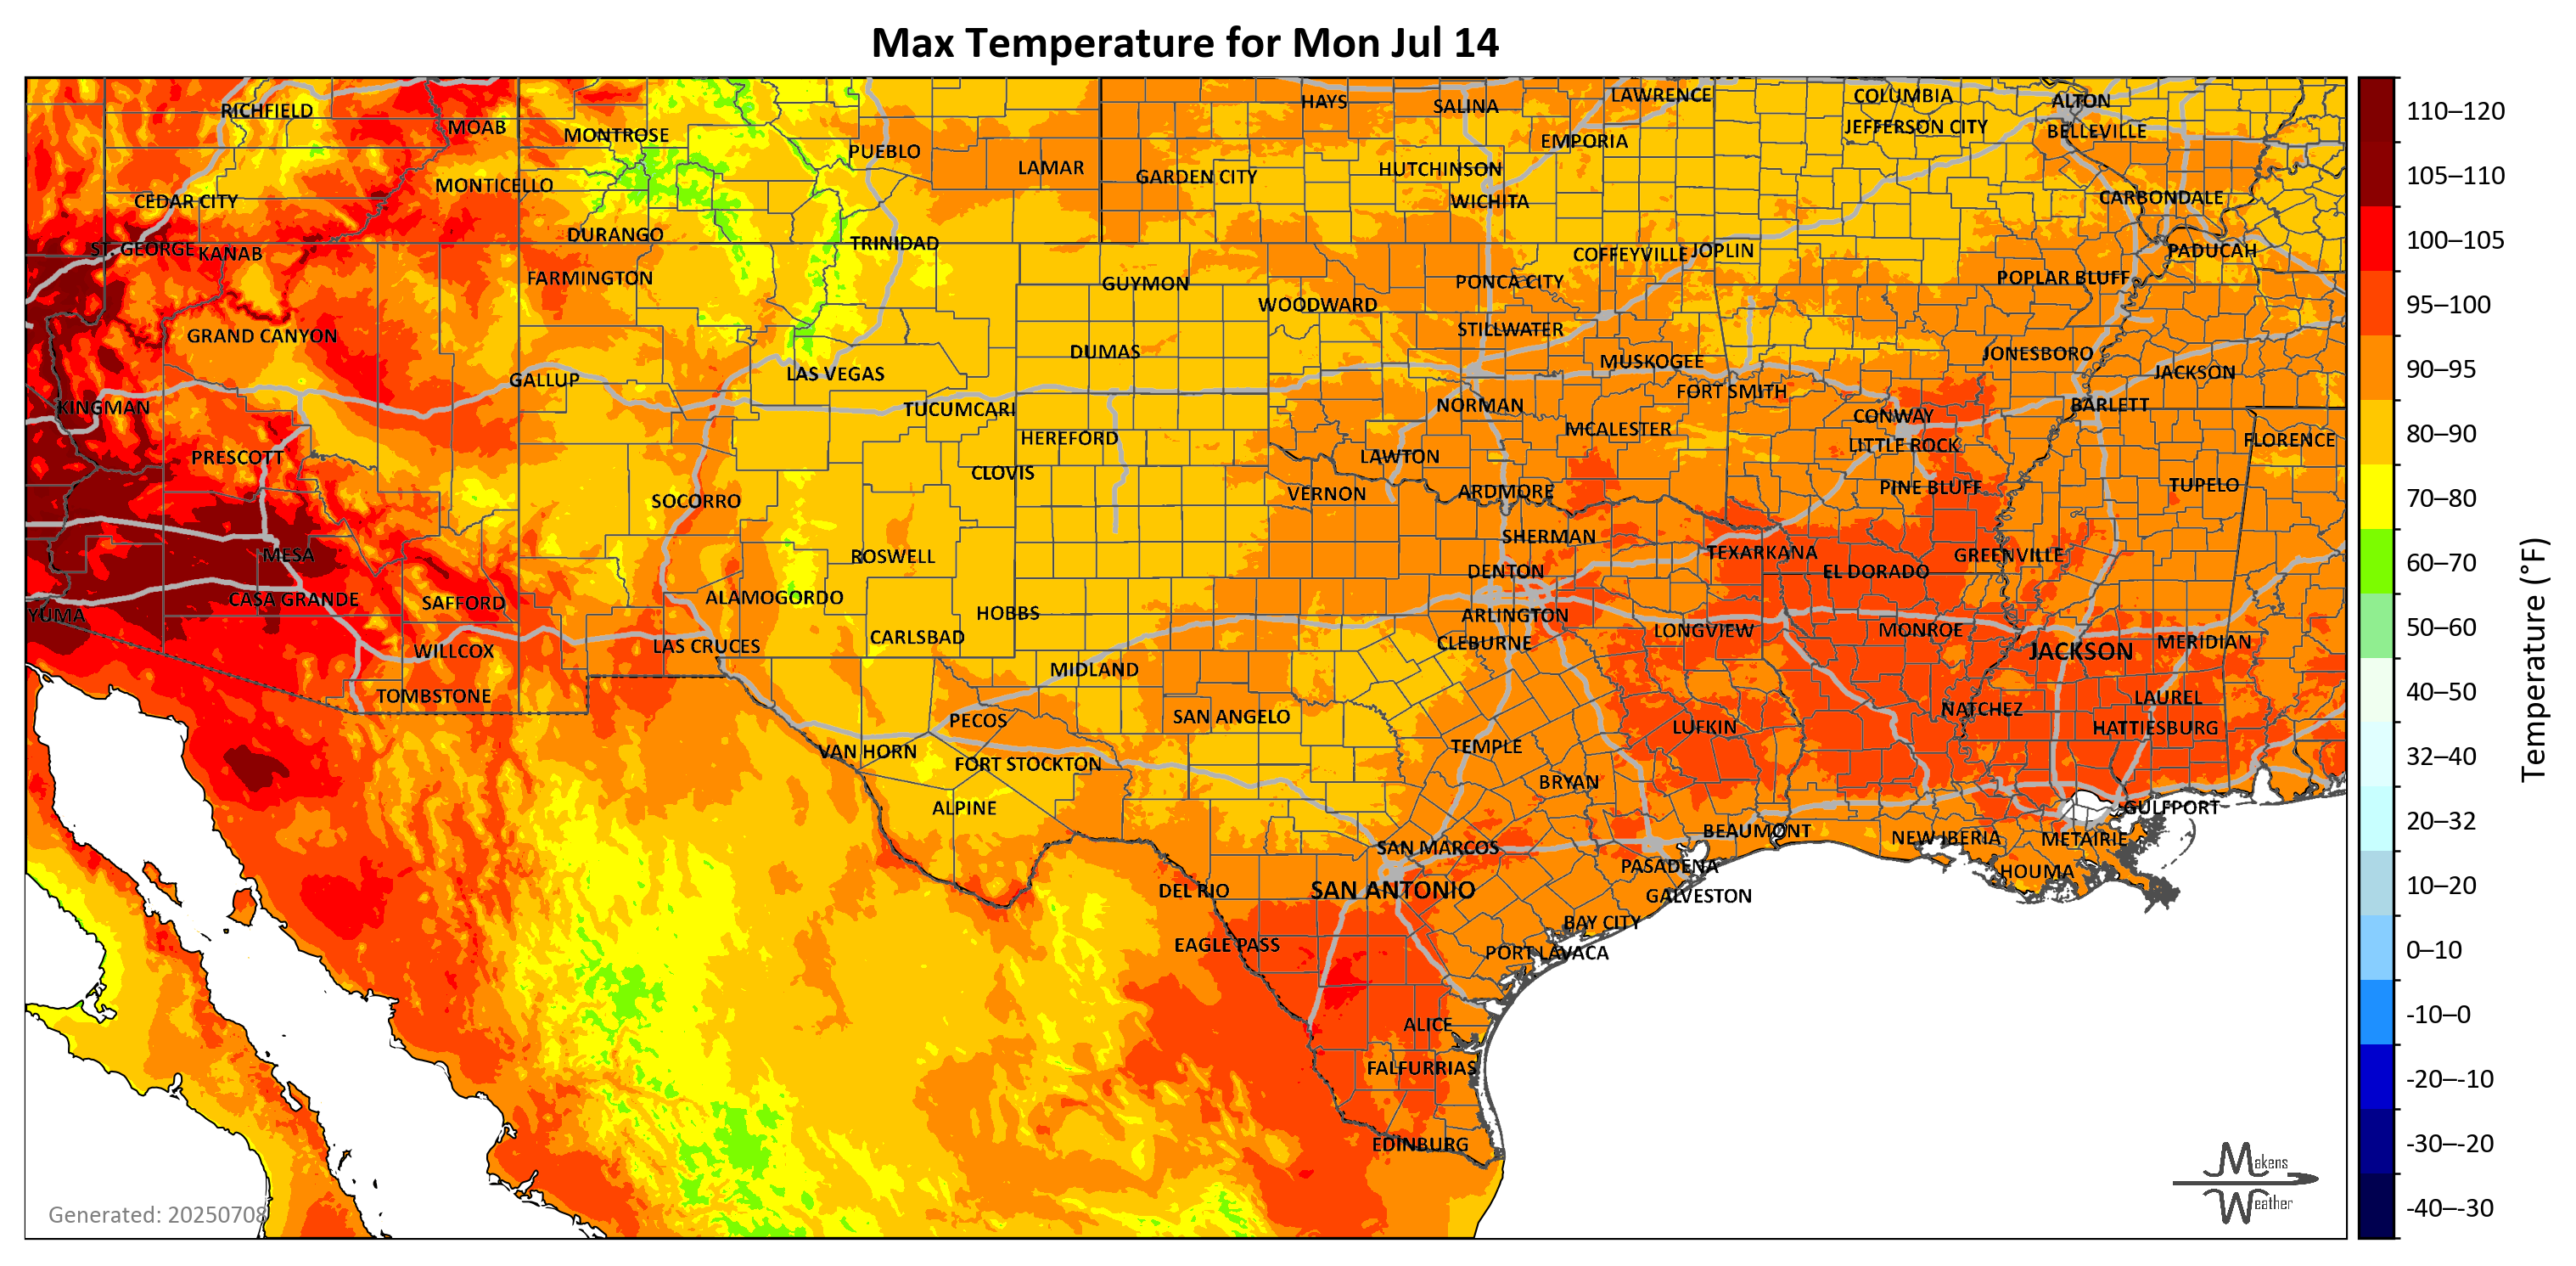 Max Temperature for Mon Jul 14
RICHFIELD
MOAB
MONTROSE
PUEBLO
LAMAR
HAYS
SALINA
LAWRENCE
COLUMBIA
ALTON
JEFFERSON CITY
BELLEVILLE
EMPORIA
HUTCHINSON
GARDEN CITY
MONTICELLO
CEDAR CITY
WICHITA
CARBONDALE
DURANGO
TRINIDAD
ST. GEORGE
KANAB
COFFEYVILLE
JOPLIN
PADUCAH
FARMINGTON
GUYMON
PONCA CITY
POPLAR BLUFF
WOODWARD
GRAND CANYON
STILLWATER
DUMAS
MUSKOGEE
JONESBORO
JACKSON
LAS VEGAS
GALLUP
FORT SMITH
KINGMAN
TUCUMCARI
NORMAN
CONWAY
BARLETT
HEREFORD
MCALESTER
LITTLE ROCK
FLORENCE
PRESCOTT
CLOVIS
LAWTON
SOCORRO
VERNON
ARDMORE
PINE BLUFF
TUPELO
SHERMAN
MESA
ROSWELL
TEXARKANA
GREENVILLE
DENTON
EL DORADO
CASA GRANDE
SAFFORD
ALAMOGORDO
HOBBS
YUMA
ARLINGTON
CARLSBAD
LAS CRUCES
WILLCOX
CLEBURNE
LONGVIEW
MONROE
JACKSON
MERIDIAN
MIDLAND
TOMBSTONE
PECOS
SAN ANGELO
NATCHEZ
LAUREL
LUFKIN
HATTIESBURG
VAN HORN
FORT STOCKTON
TEMPLE
BRYAN
ALPINE
GULFPORT
BEAUMONT
NEW IBERIA
METAIRIE
SAN MARCOS
PASADENA
HOUMA
DEL RIO
SAN ANTONIO
GALVESTON
BAY CITY
EAGLE PASS
PORT LAVACA
ALICE
FALFURRIAS
EDINBURG
Generated: 20250708
Makens
Weather
110–120
105–110
100–105
95–100
90–95
80–90
70–80
60–70
50–60
40–50
32–40
20–32
10–20
0–10
-10–0
-20–-10
-30–-20
-40–-30
Temperature (°F)